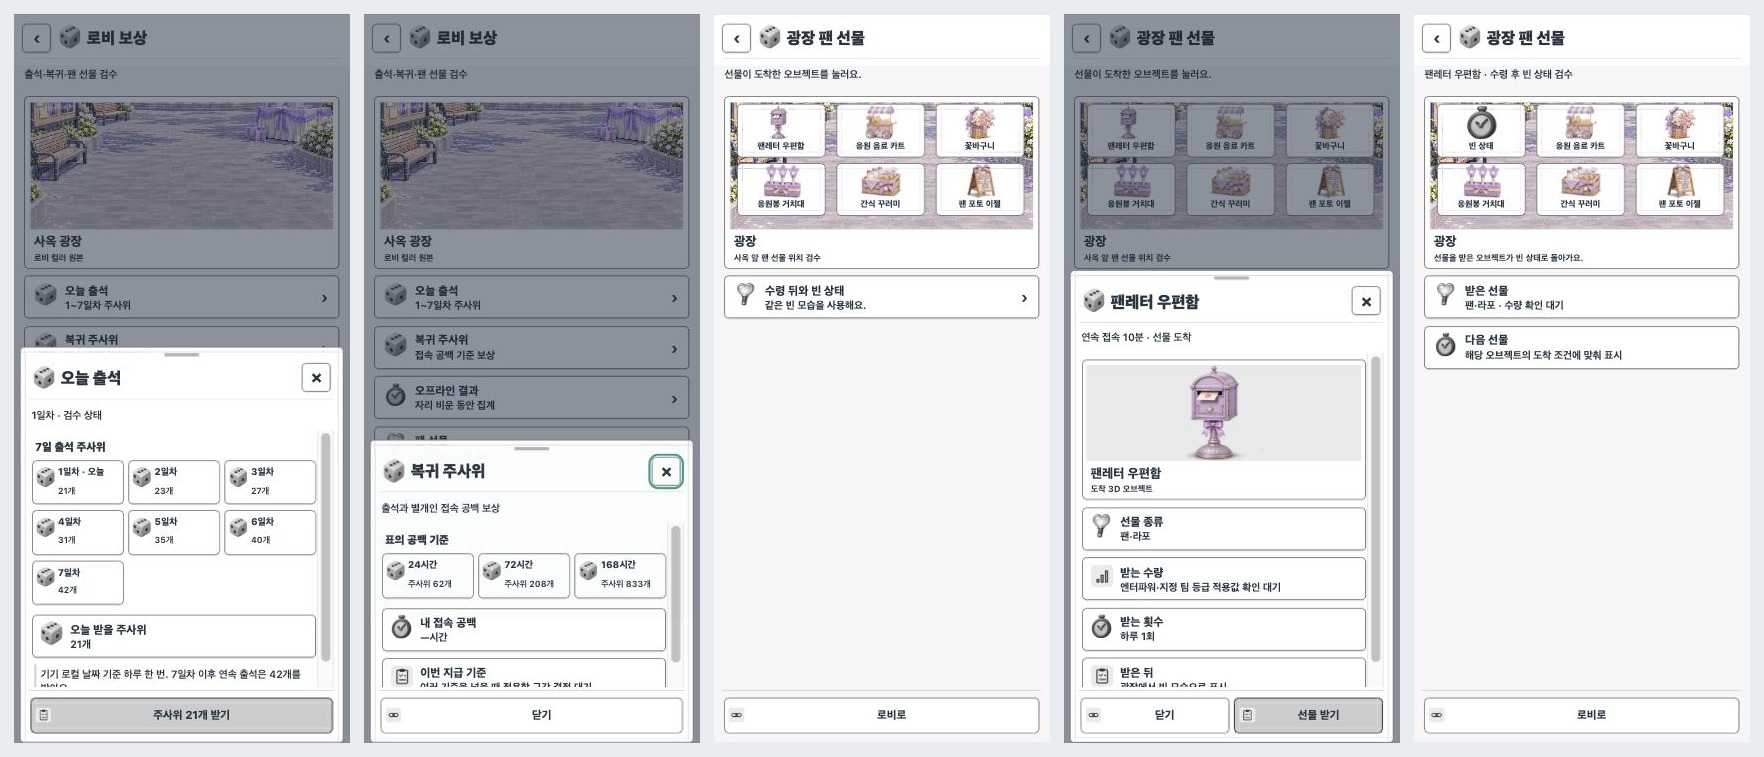 로비 보상
출석·복귀·팬 선물 검수
사옥 광장
로비 컬러 원본
오늘 출석
1~7일차 주사위
복귀 주사위
오늘 출석
1일차 · 검수 상태
7일 출석 주사위
1일차 · 오늘
21개
2일차
23개
3일차
27개
4일차
31개
5일차
35개
6일차
40개
7일차
42개
오늘 받을 주사위
21개
기기 로컬 날짜 기준 하루 한 번. 7일차 이후 연속 출석은 42개를
주사위 21개 받기
로비 보상
출석·복귀·팬 선물 검수
사옥 광장
로비 컬러 원본
오늘 출석
1~7일차 주사위
복귀 주사위
접속 공백 기준 보상
오프라인 결과
자리 비운 동안 집계
복귀 주사위
출석과 별개인 접속 공백 보상
표의 공백 기준
24시간
주사위 62개
72시간
주사위 208개
168시간
주사위 833개
내 접속 공백
—시간
이번 지급 기준
닫기
광장 팬 선물
선물이 도착한 오브젝트를 눌러요.
팬레터 우편함
응원 음료 카트
꽃바구니
응원봉 거치대
간식 꾸러미
팬 포토 이젤
광장
사옥 앞 팬 선물 위치 검수
수령 뒤와 빈 상태
같은 빈 모습을 사용해요.
로비로
광장 팬 선물
선물이 도착한 오브젝트를 눌러요.
팬레터 우편함
응원 음료 카트
꽃바구니
응원봉 거치대
간식 꾸러미
팬 포토 이젤
광장
사옥 앞 팬 선물 위치 검수
팬레터 우편함
연속 접속 10분 · 선물 도착
팬레터 우편함
도착 3D 오브젝트
선물 종류
팬·라포
받는 수량
엔터파워·지정 팀 등급 적용값 확인 대기
받는 횟수
하루 1회
받은 뒤
닫기
선물 받기
광장 팬 선물
팬레터 우편함 · 수령 후 빈 상태 검수
빈 상태
응원 음료 카트
꽃바구니
응원봉 거치대
간식 꾸러미
팬 포토 이젤
광장
선물을 받은 오브젝트가 빈 상태로 돌아가요.
받은 선물
팬·라포 · 수량 확인 대기
다음 선물
해당 오브젝트의 도착 조건에 맞춰 표시
로비로